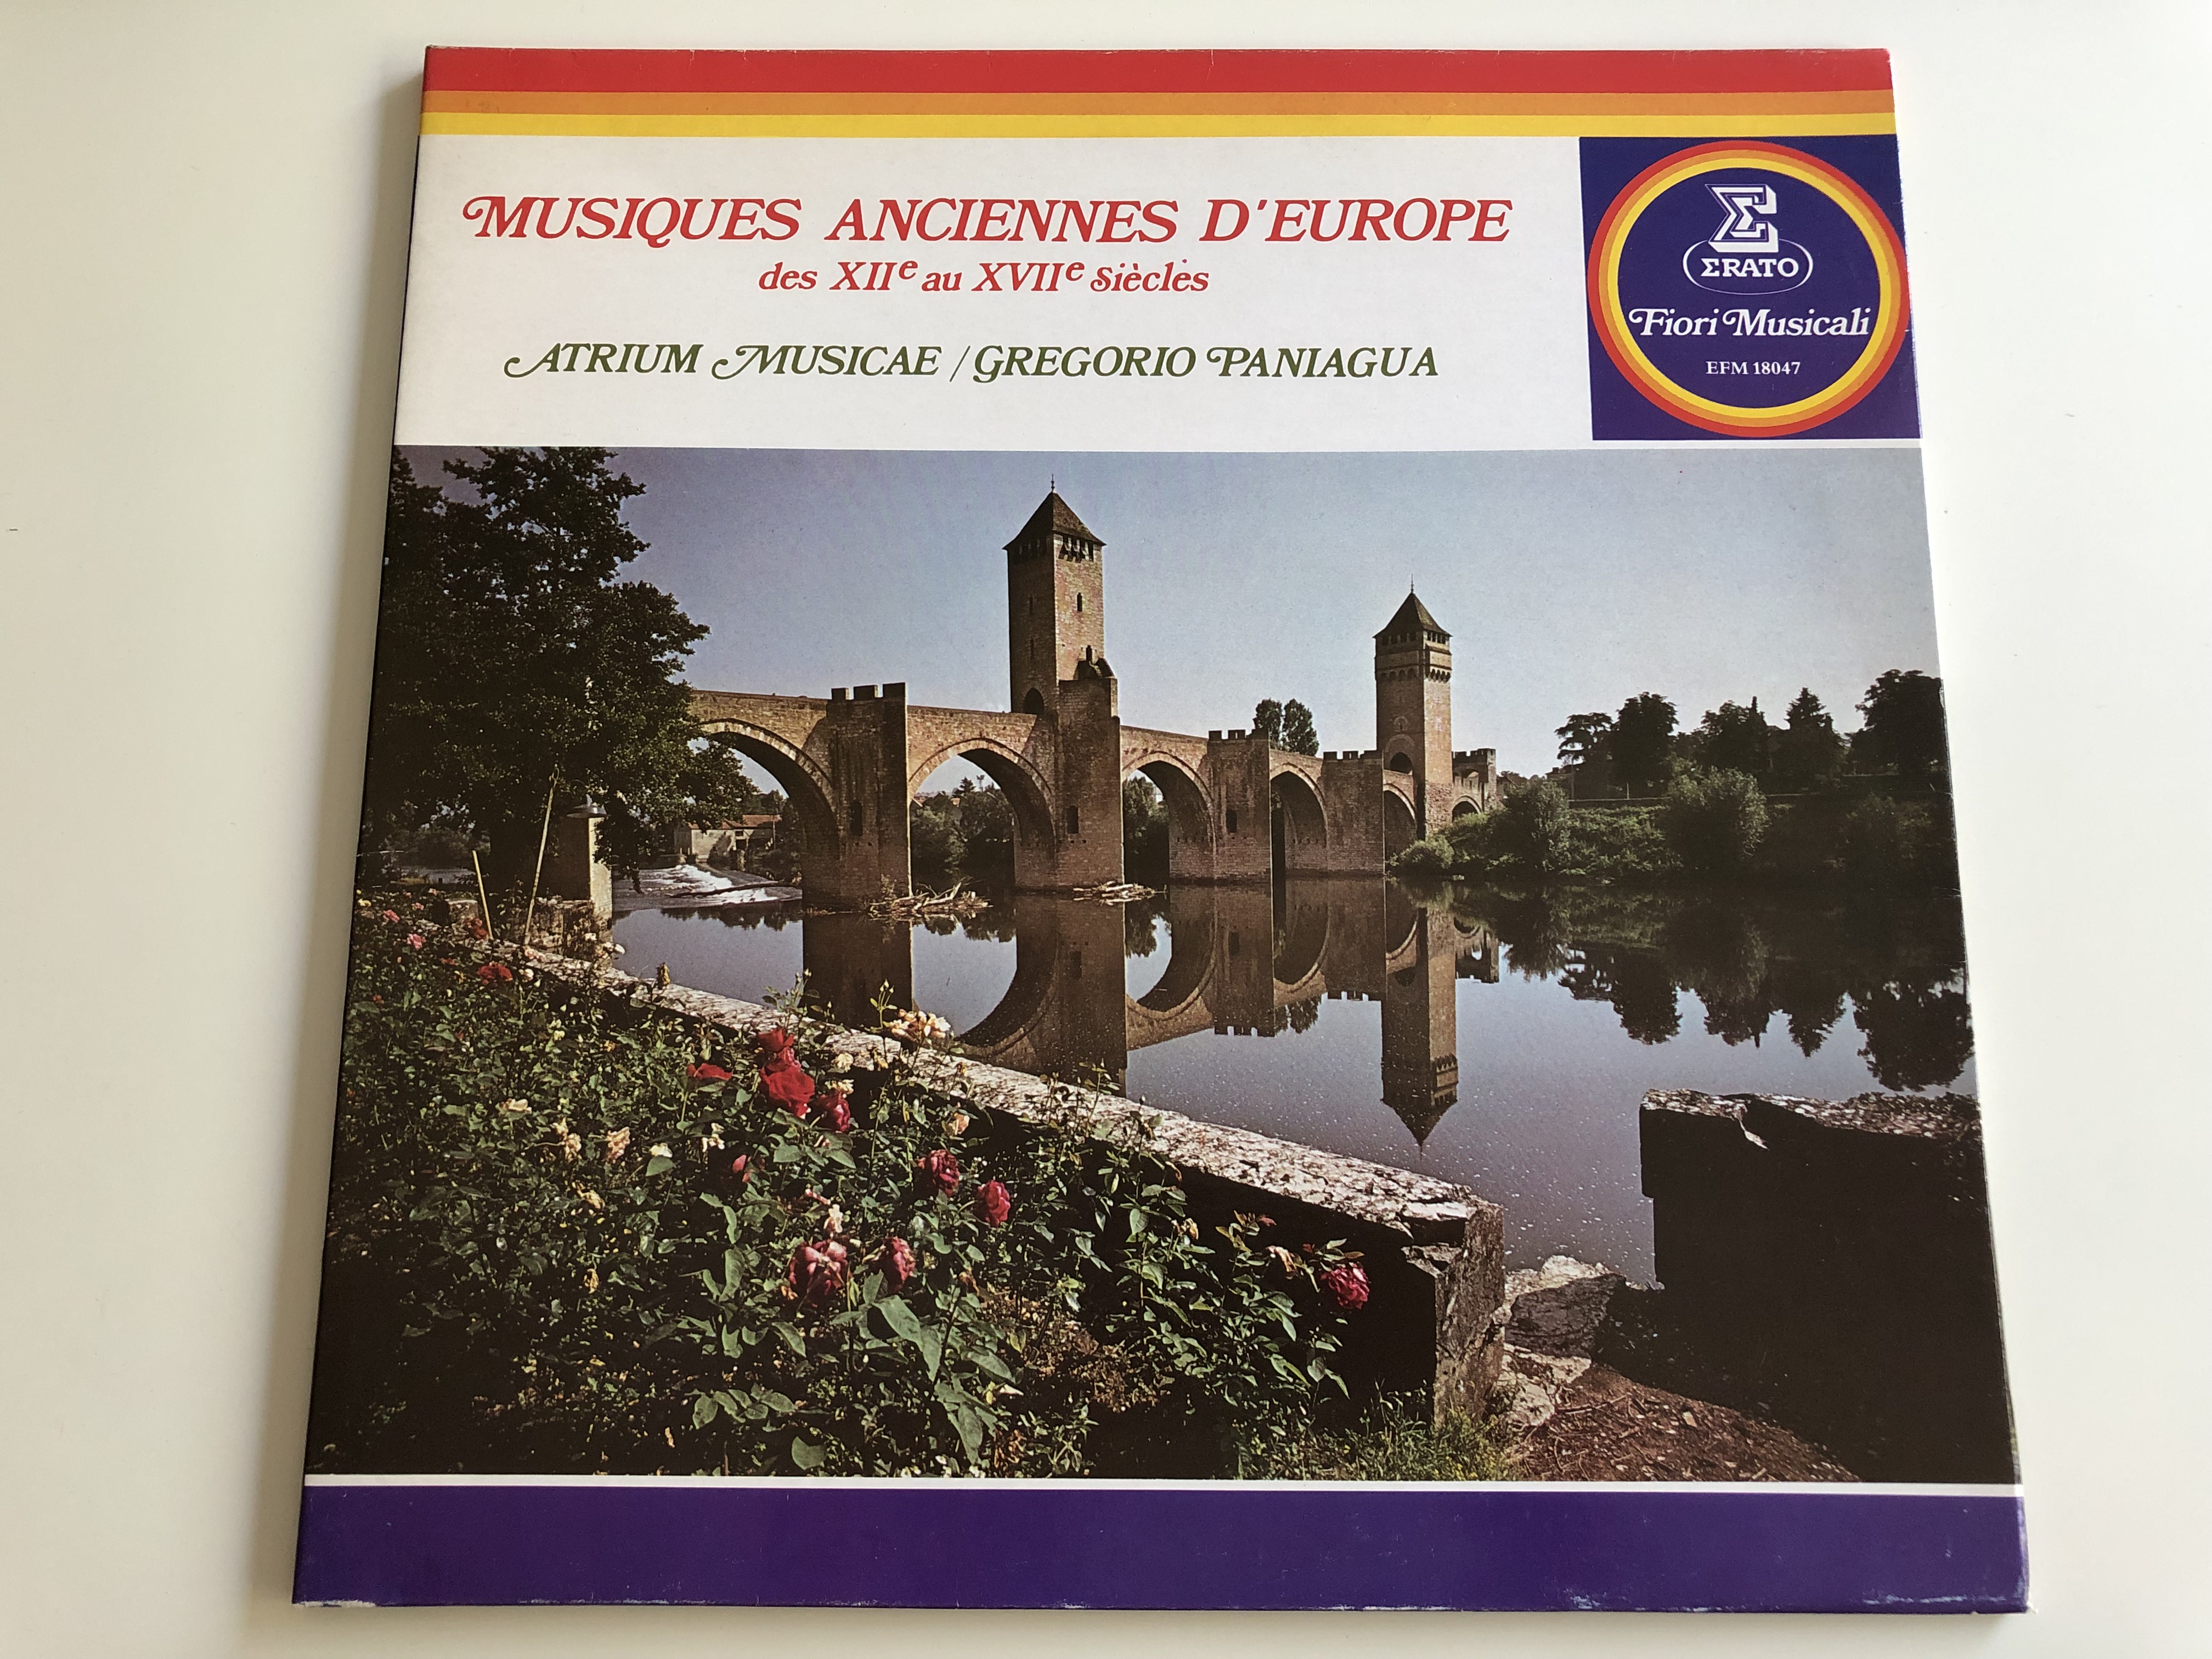 MUSIQUES ANCIENNES D'EUROPE
des XIIe au XVIIe siècles
ATRIUM MUSICAE / GREGORIO PANIAGUA
ΣRATO
Fiori Musicali
EFM 18047